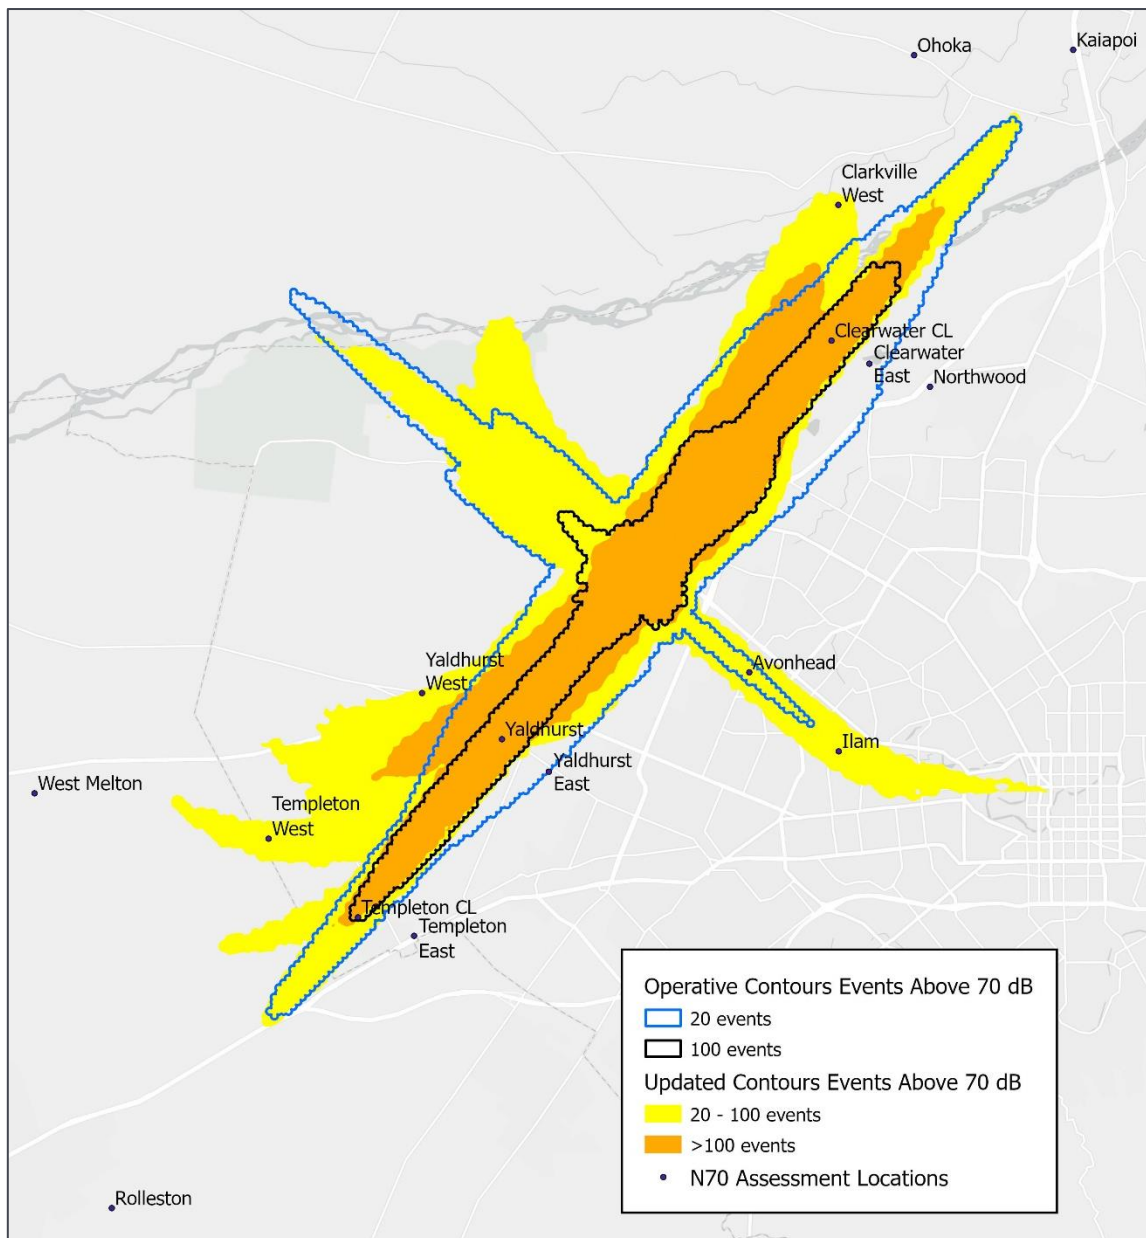 Ohoka
Kaiapoi
Clarkville
West
Clearwater CL
Clearwater
East
Northwood
Avonhead
Yaldhurst
West
Ilam
Yaldhurst
Yaldhurst
East
West Melton
Templeton
West
Templeton CL
Templeton
East
Rolleston
Operative Contours Events Above 70 dB
20 events
100 events
Updated Contours Events Above 70 dB
20 - 100 events
>100 events
N70 Assessment Locations